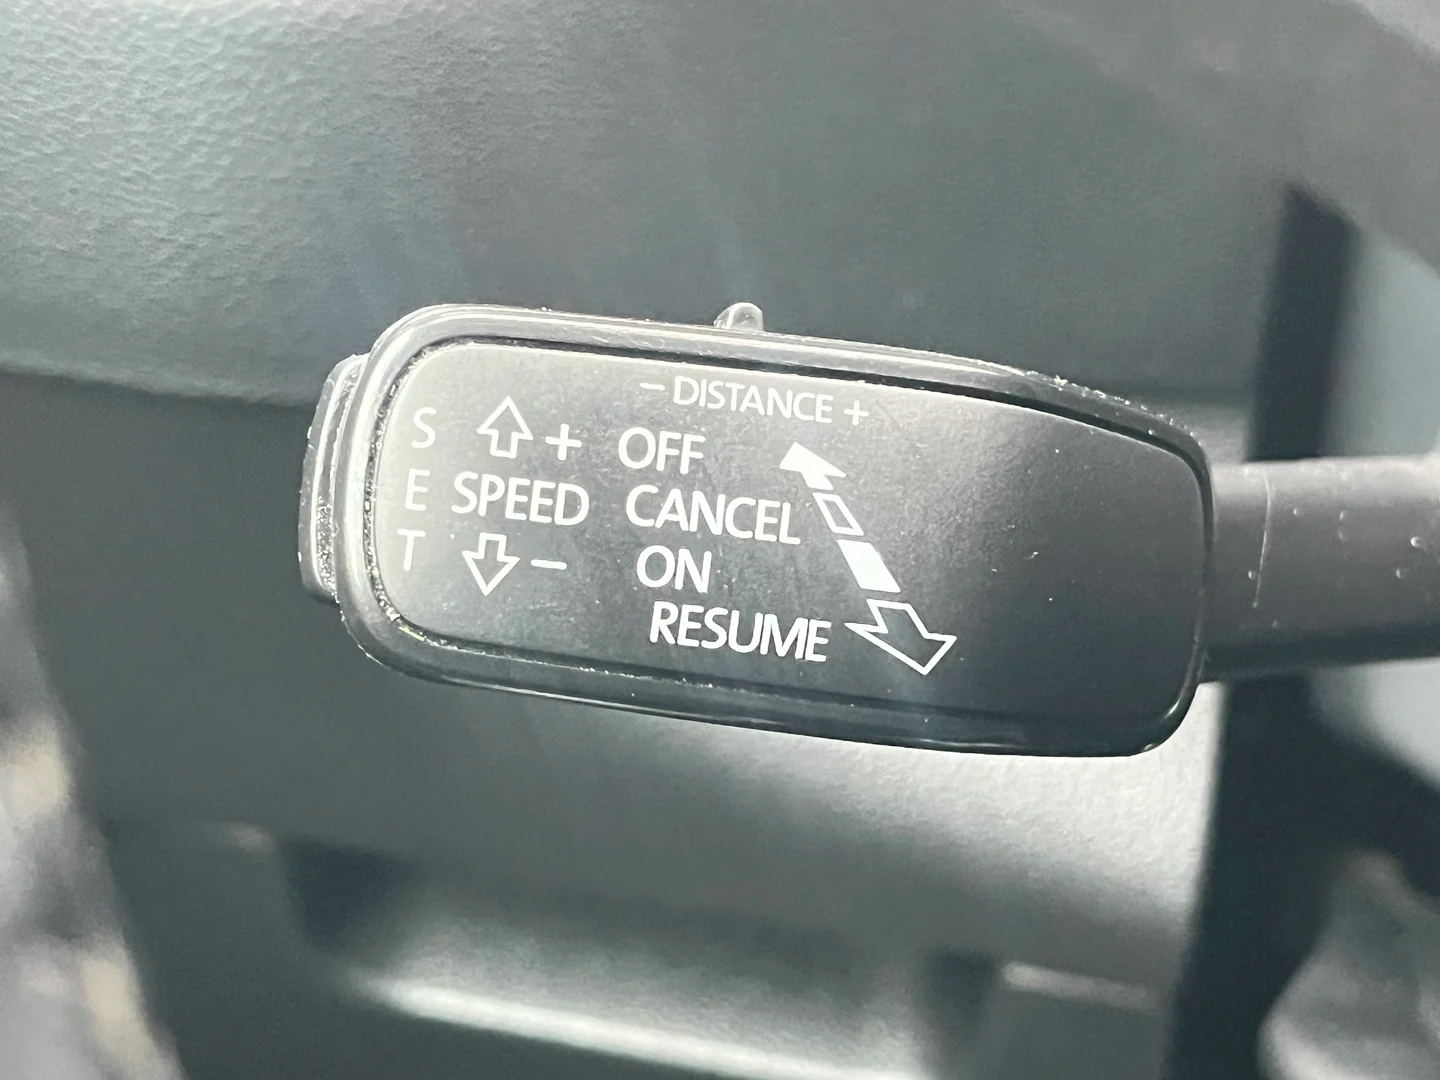 − DISTANCE +
S + OFF
E SPEED CANCEL
T − ON
RESUME